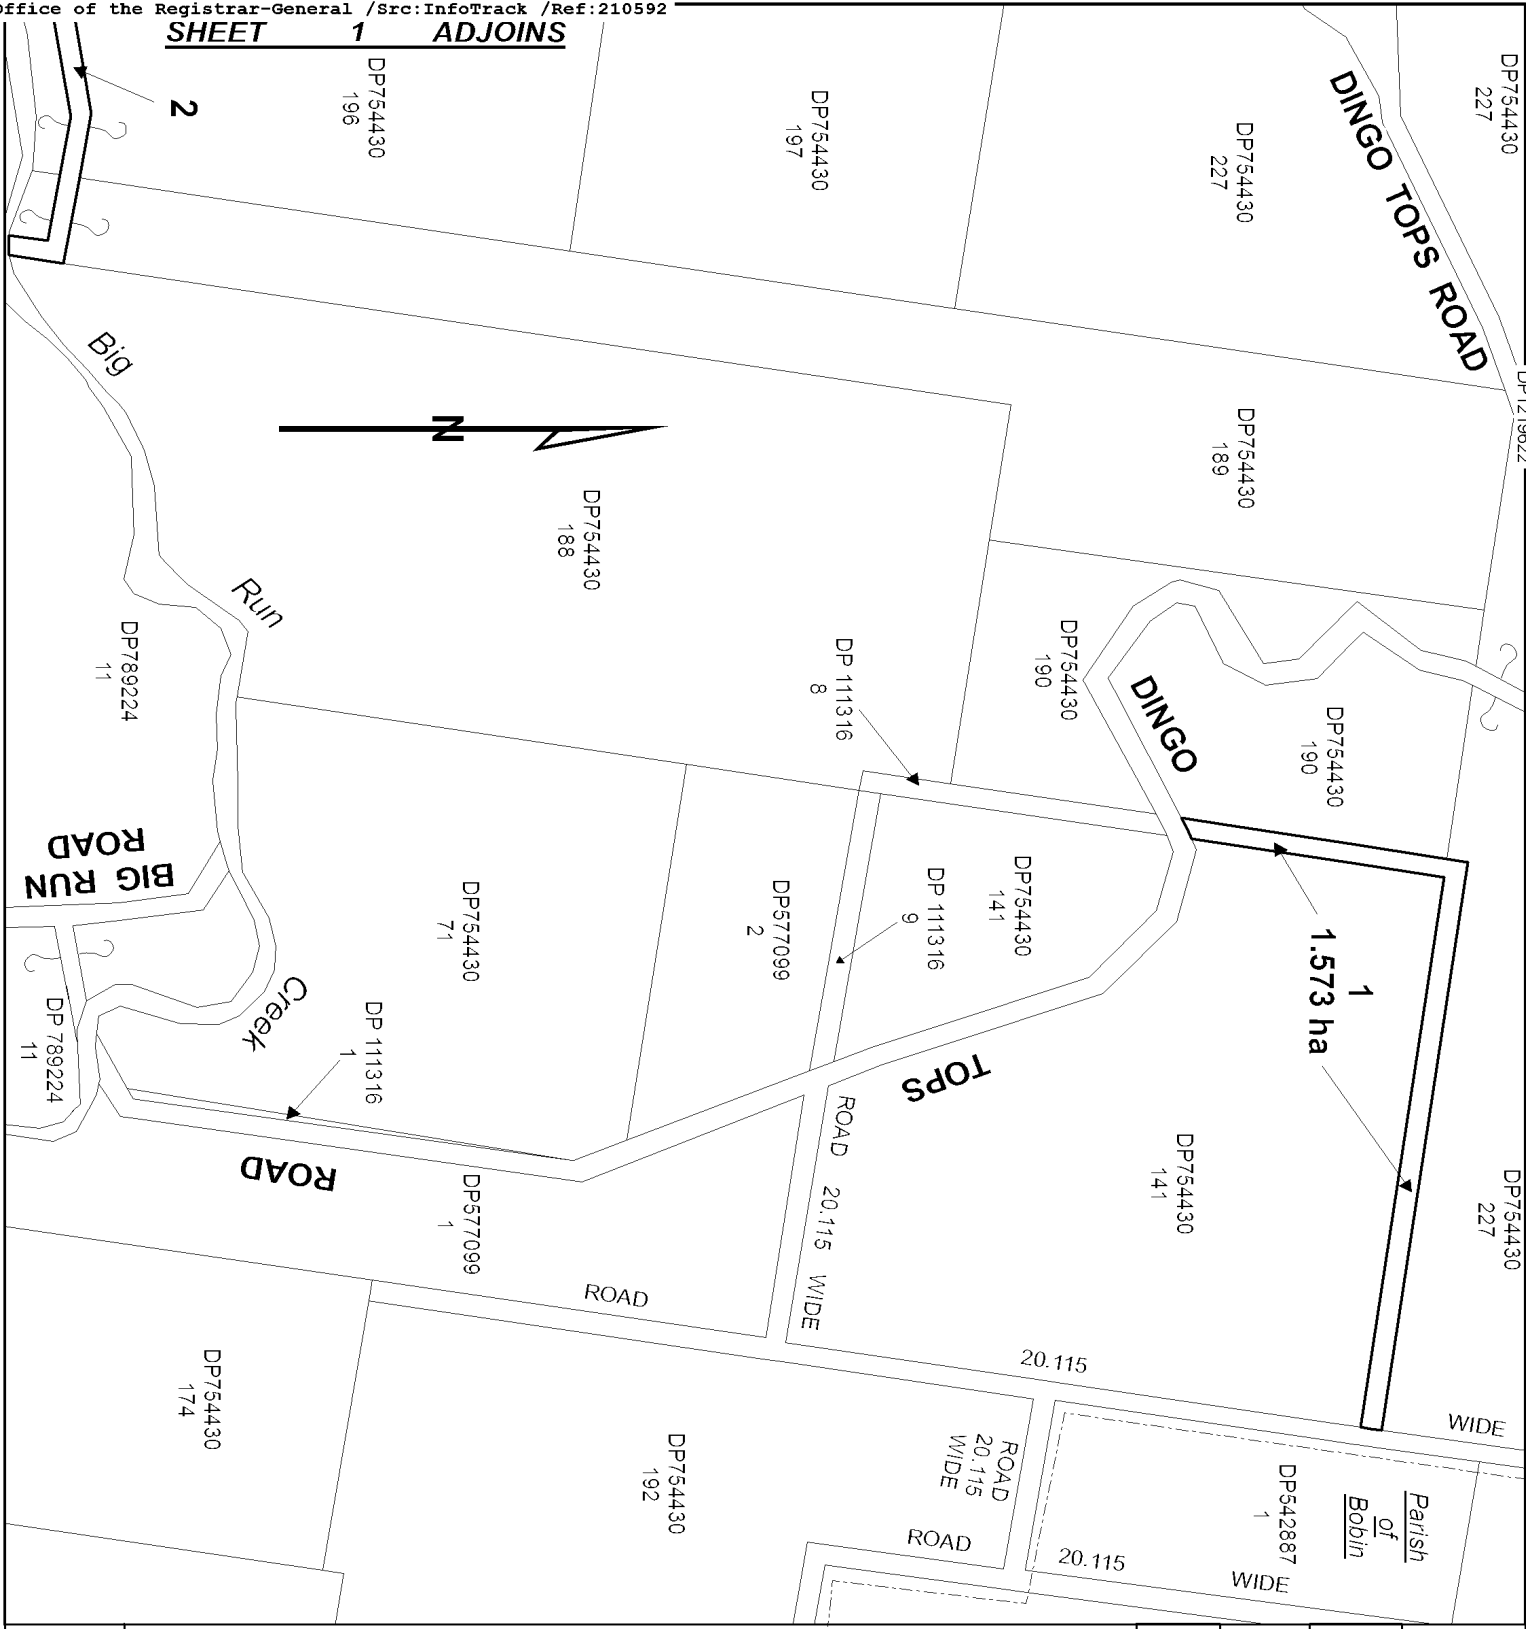 Office of the Registrar-General /Src:InfoTrack /Ref:210592
SHEET 1 ADJOINS
2
DP754430
196
DP754430
197
DP754430
227
DINGO TOPS ROAD
DP754430
227
DP1219622
Big
N
DP754430
189
DP754430
188
Run
DP789224
11
DP 111316
8
DP754430
190
DINGO
DP754430
190
BIG RUN
ROAD
DP754430
71
DP577099
2
DP 111316
9
DP754430
141
1
1.573 ha
Creek
DP 789224
11
DP 111316
1
TOPS
ROAD
DP577099
1
ROAD 20.115 WIDE
DP754430
141
DP754430
227
ROAD
20.115
WIDE
DP754430
174
DP754430
192
ROAD
20.115
WIDE
ROAD
20.115
WIDE
DP542887
1
Parish
of
Bobin